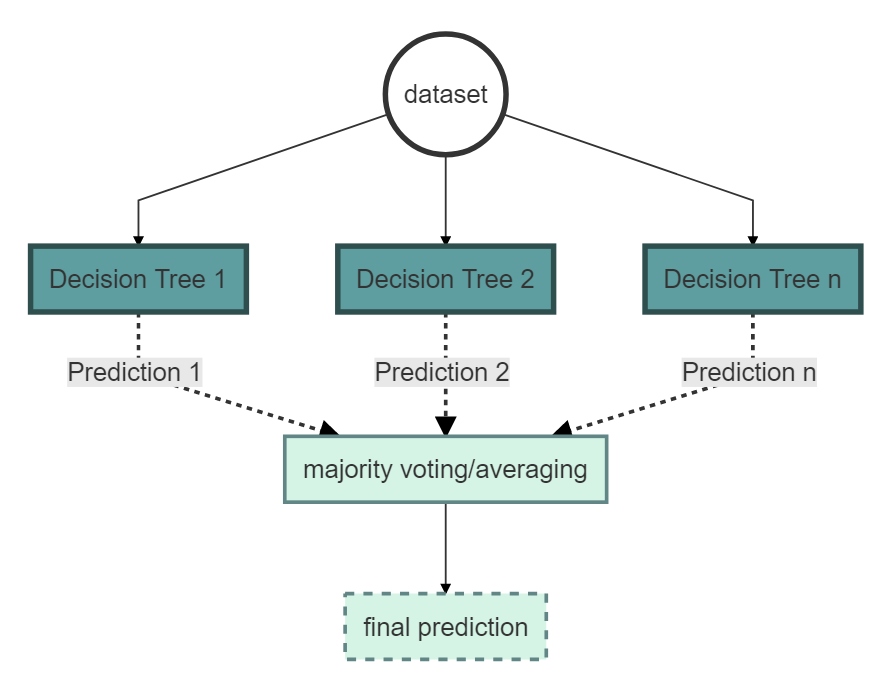 dataset
Decision Tree 1
Decision Tree 2
Decision Tree n
Prediction 1
Prediction 2
Prediction n
majority voting/averaging
final prediction